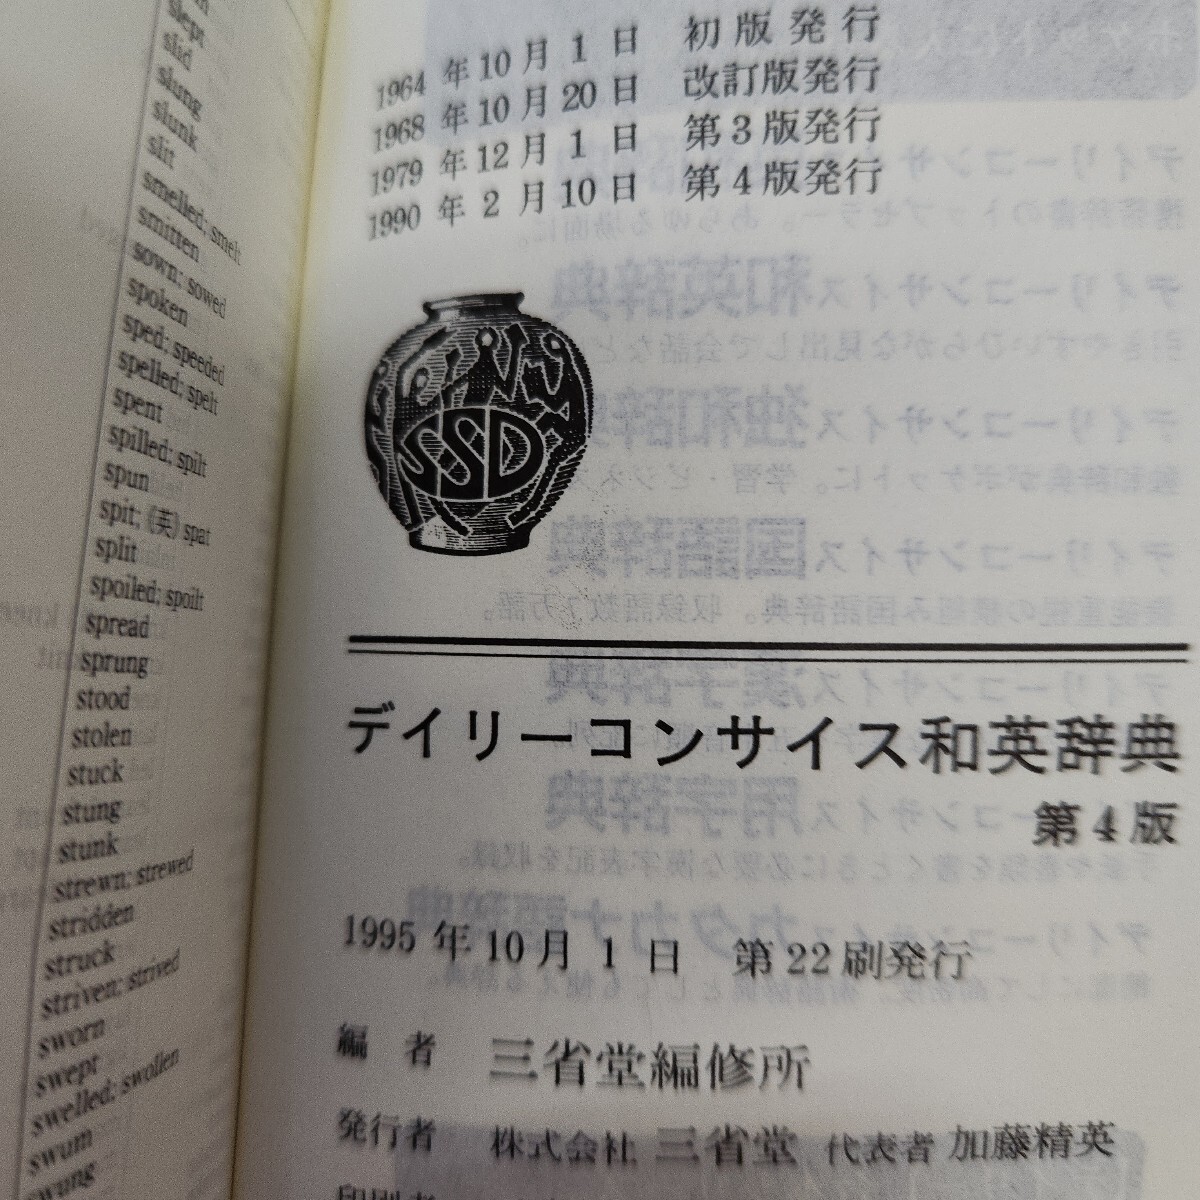 slept
slid
slung
slunk
slit
smelled; smelt
smitten
sown; sowed
spoken
sped; speeded
spelled; spelt
spent
spilled; spilt
spun
spit;《英》spat
split
spoiled; spoilt
spread
sprung
stood
stolen
stuck
stung
stunk
strewn; strewed
stridden
struck
striven; strived
sworn
swept
swelled; swollen
swum
swung
1964 年 10 月 1 日 初版発行
1968 年 10 月 20 日 改訂版発行
1979 年 12 月 1 日 第3版発行
1990 年 2 月 10 日 第4版発行
SSD
デイリーコンサイス和英辞典
第4版
1995 年 10 月 1 日 第22刷発行
編者 三省堂編修所
発行者 株式会社 三省堂 代表者 加藤精英